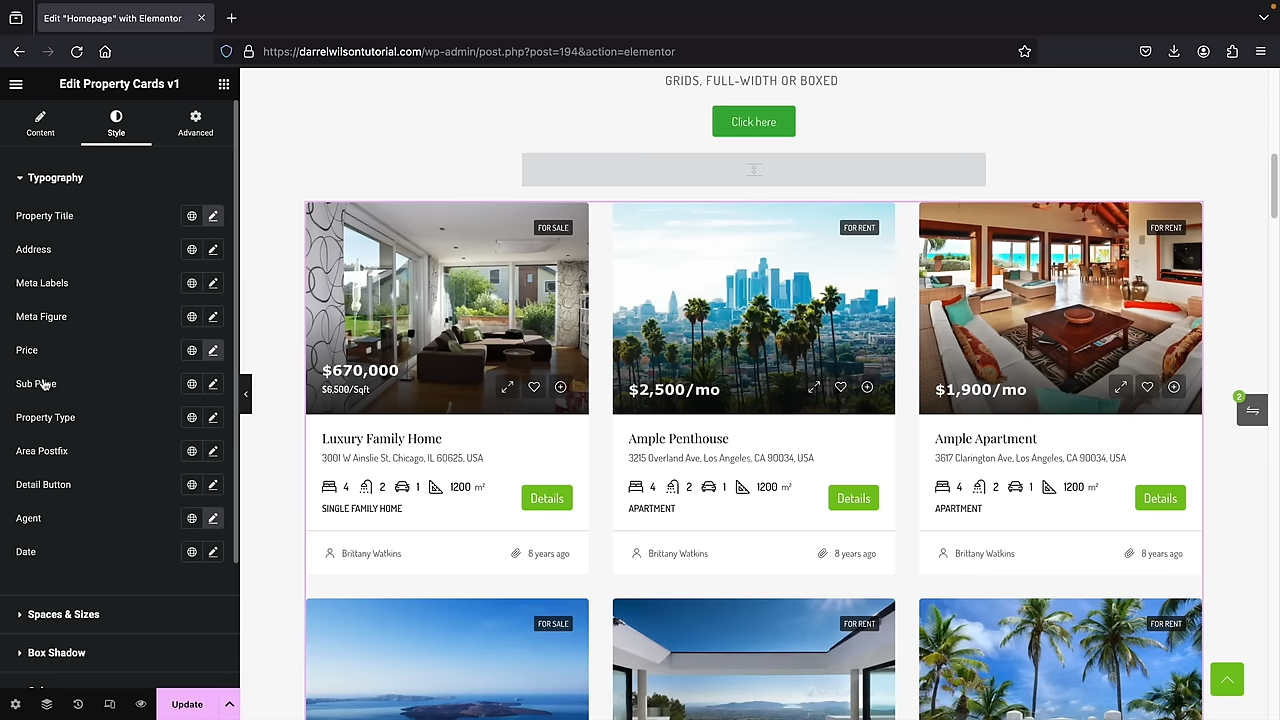 Edit "Homepage" with Elementor
https://darrelwilsontutorial.com/wp-admin/post.php?post=194&action=elementor
Edit Property Cards v1
Content
Style
Advanced
Typography
Property Title
Address
Meta Labels
Meta Figure
Price
Property Type
Area Postfix
Detail Button
Agent
Date
Spaces & Sizes
Box Shadow
Update
GRIDS, FULL-WIDTH OR BOXED
Click here
FOR SALE
$670,000
$6,500/Sqft
Luxury Family Home
3001 W Ainslie St, Chicago, IL 60625, USA
4 2 1 1200 m²
SINGLE FAMILY HOME
Details
Brittany Watkins
8 years ago
FOR RENT
$2,500/mo
Ample Penthouse
3215 Overland Ave, Los Angeles, CA 90034, USA
4 2 1 1200 m²
APARTMENT
Details
Brittany Watkins
8 years ago
FOR RENT
$1,900/mo
Ample Apartment
3617 Clarington Ave, Los Angeles, CA 90034, USA
4 2 1 1200 m²
APARTMENT
Details
Brittany Watkins
8 years ago
FOR SALE
FOR RENT
FOR RENT
2